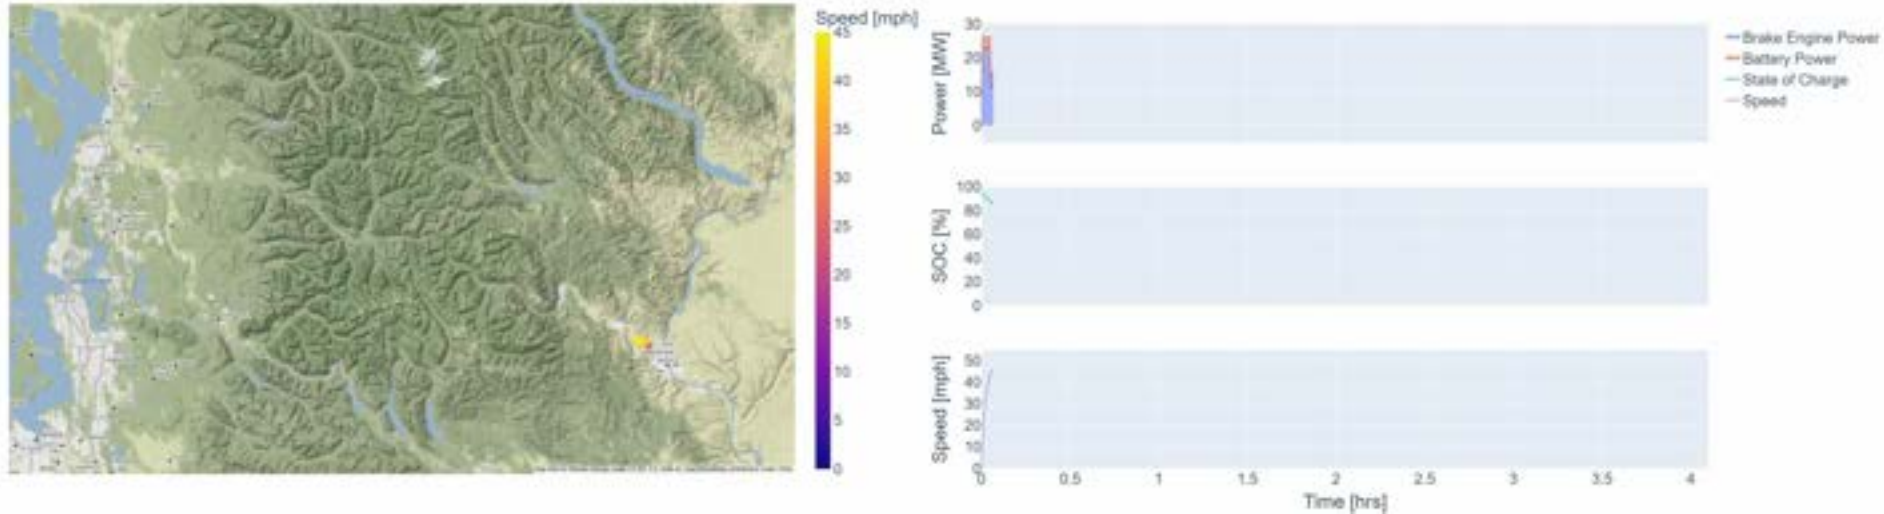 Speed [mph]
45
40
35
30
25
20
15
10
5
0
Power [MW]
30
20
10
0
SOC [%]
100
80
60
40
20
0
Speed [mph]
50
40
30
20
10
0
0 0.5 1 1.5 2 2.5 3 3.5 4
Time [hrs]
Brake Engine Power
Battery Power
State of Charge
Speed